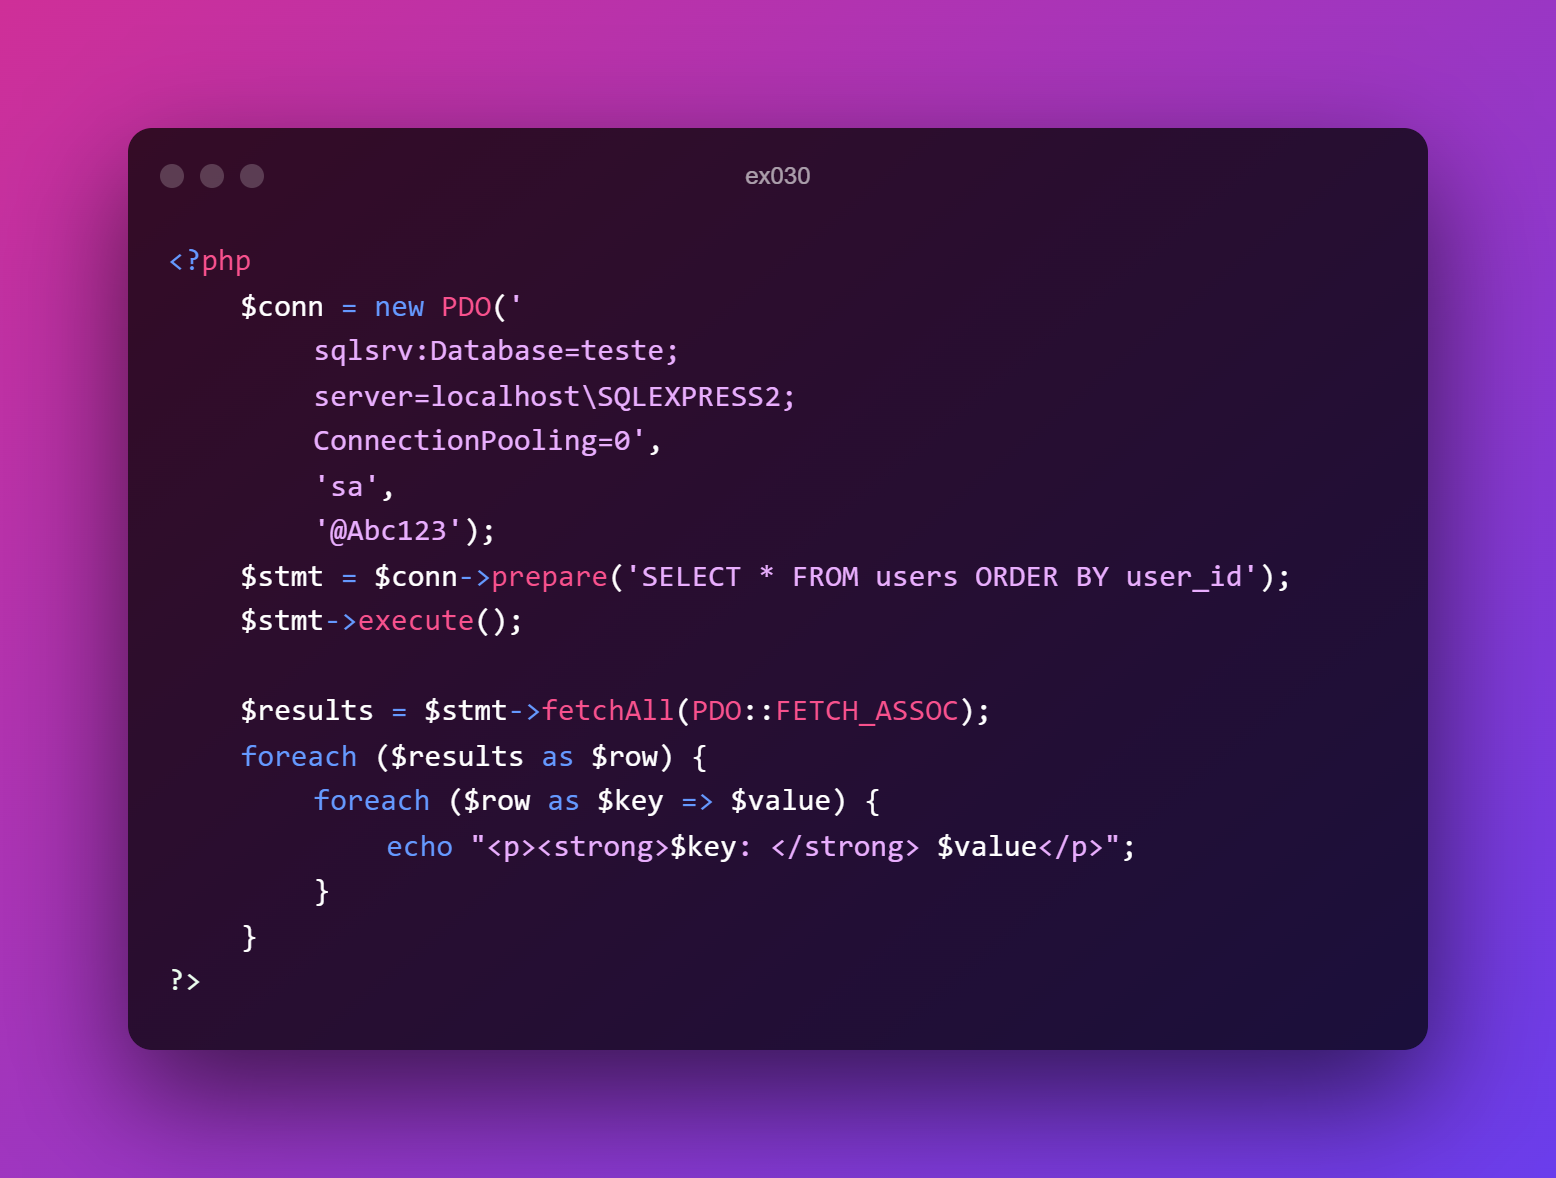 ex030
<?php
$conn = new PDO('
sqlsrv:Database=teste;
server=localhost\SQLEXPRESS2;
ConnectionPooling=0',
'sa',
'@Abc123');
$stmt = $conn->prepare('SELECT * FROM users ORDER BY user_id');
$stmt->execute();
$results = $stmt->fetchAll(PDO::FETCH_ASSOC);
foreach ($results as $row) {
foreach ($row as $key => $value) {
echo "<p><strong>$key: </strong> $value</p>";
}
}
?>